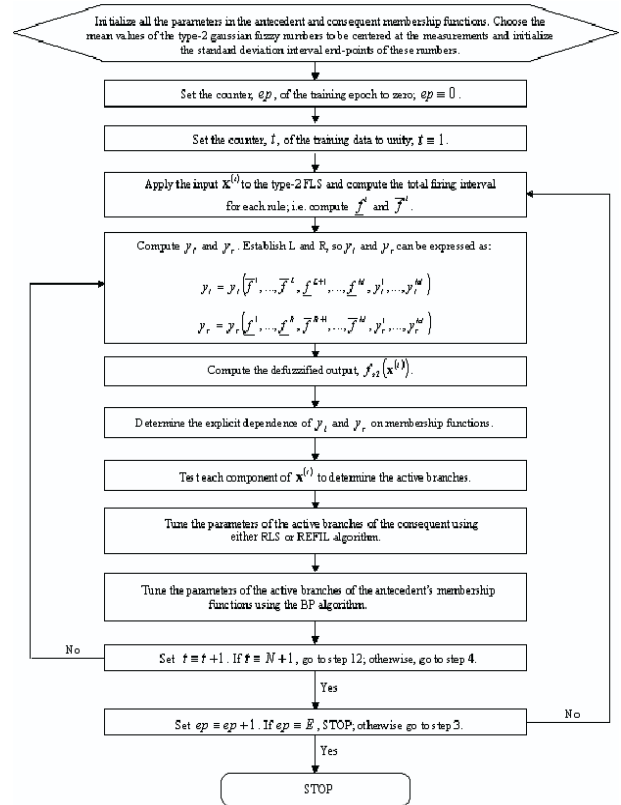 Initialize all the parameters in the antecedent and consequent membership functions. Choose the
mean values of the type-2 gaussian fuzzy numbers to be centered at the measurements and initialize
the standard deviation interval end-points of these numbers.
Set the counter, ep, of the training epoch to zero; ep ≡ 0.
Set the counter, t, of the training data to unity; t ≡ 1.
Apply the input x^(t) to the type-2 FLS and compute the total firing interval
for each rule; i.e. compute f̲^i and f̅^i.
Compute y_l and y_r. Establish L and R, so y_l and y_r can be expressed as:
y_l = y_l(f̅^1,...,f̅^L, f̲^(L+1),...,f̲^M, y_l^1,...,y_l^M)
y_r = y_r(f̲^1,...,f̲^R, f̅^(R+1),...,f̅^M, y_r^1,...,y_r^M)
Compute the defuzzified output, f_s2(x^(t)).
Determine the explicit dependence of y_l and y_r on membership functions.
Test each component of x^(t) to determine the active branches.
Tune the parameters of the active branches of the consequent using
either RLS or REFIL algorithm.
Tune the parameters of the active branches of the antecedent's membership
functions using the BP algorithm.
No
Set t ≡ t+1. If t ≡ N+1, go to step 12; otherwise, go to step 4.
Yes
Set ep ≡ ep+1. If ep ≡ E, STOP; otherwise go to step 3.
No
Yes
STOP